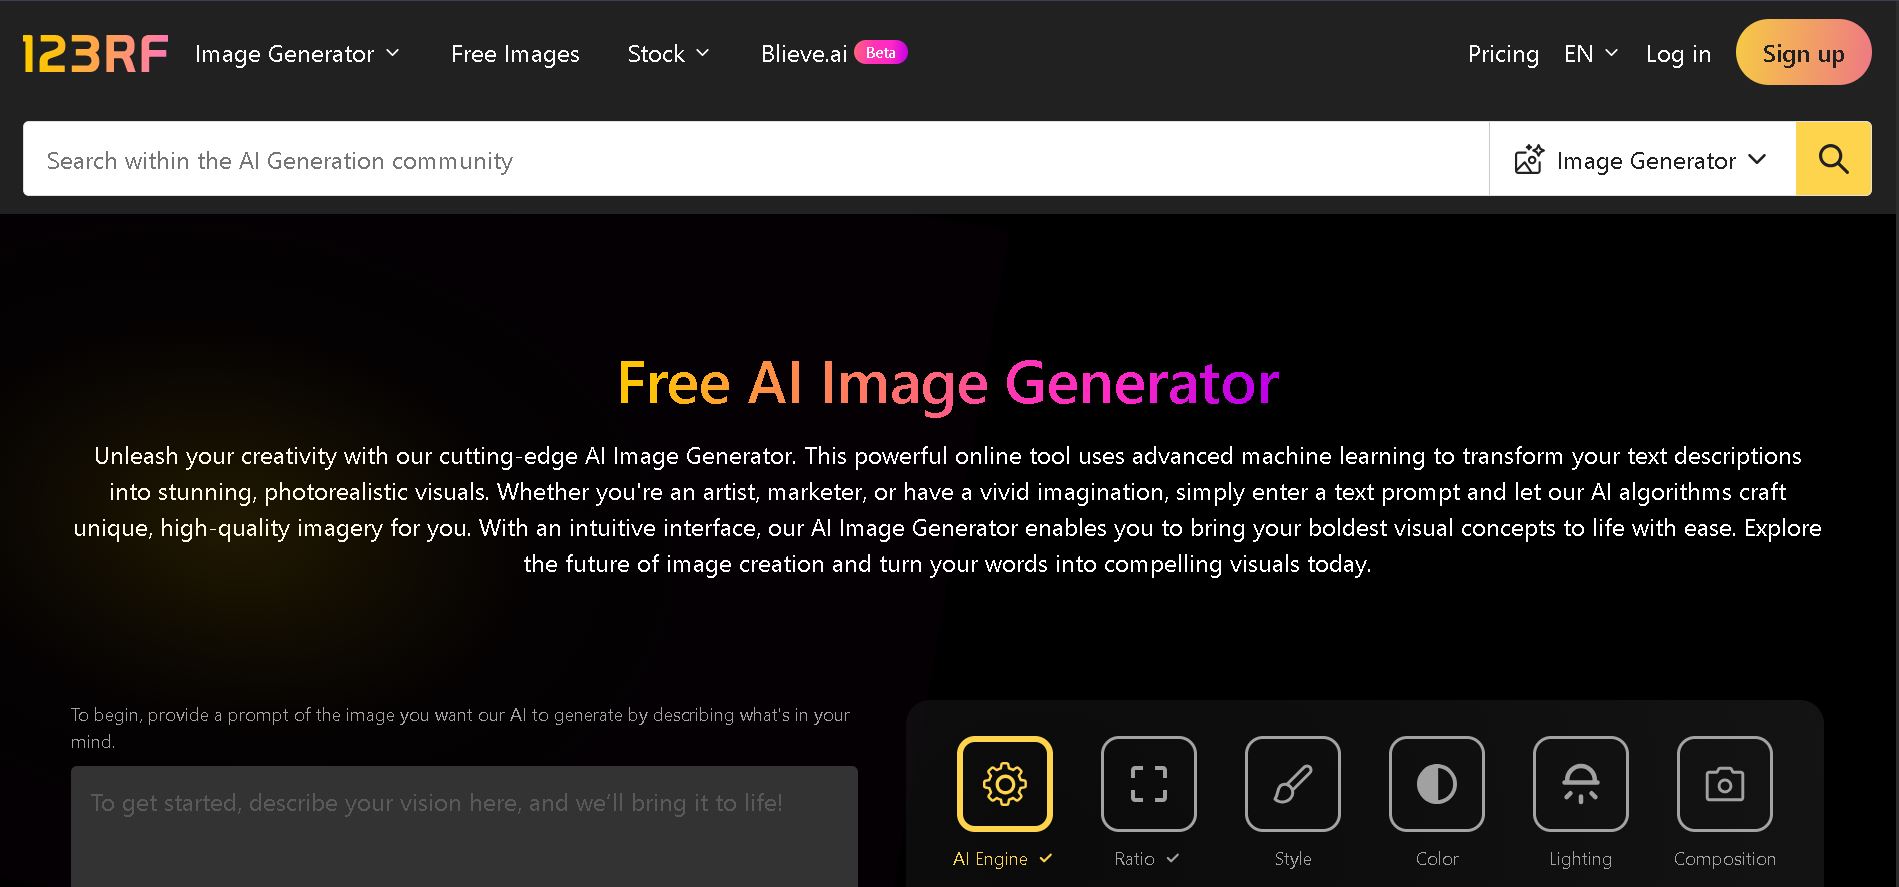 123RF
Image Generator
Free Images
Stock
Blieve.ai
Beta
Pricing
EN
Log in
Sign up
Search within the AI Generation community
Image Generator
Free AI Image Generator
Unleash your creativity with our cutting-edge AI Image Generator. This powerful online tool uses advanced machine learning to transform your text descriptions
into stunning, photorealistic visuals. Whether you're an artist, marketer, or have a vivid imagination, simply enter a text prompt and let our AI algorithms craft
unique, high-quality imagery for you. With an intuitive interface, our AI Image Generator enables you to bring your boldest visual concepts to life with ease. Explore
the future of image creation and turn your words into compelling visuals today.
To begin, provide a prompt of the image you want our AI to generate by describing what's in your
mind.
To get started, describe your vision here, and we’ll bring it to life!
AI Engine
Ratio
Style
Color
Lighting
Composition